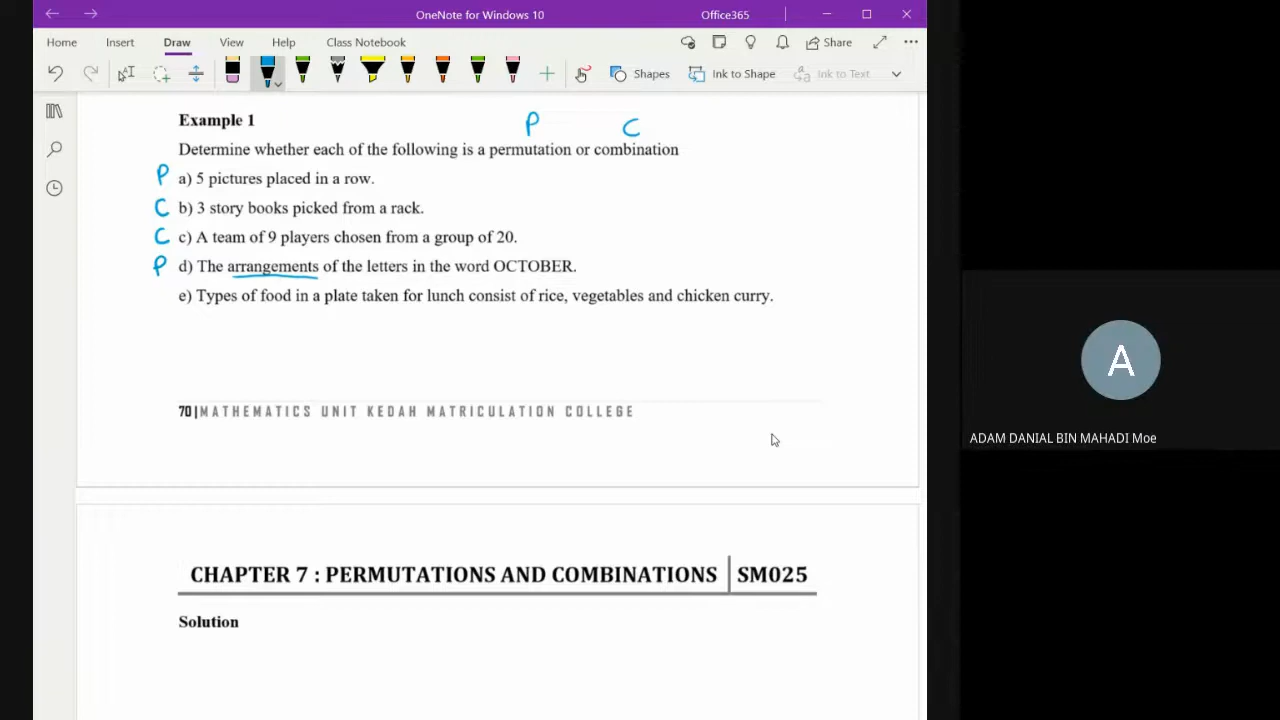 OneNote for Windows 10
Office365
Home Insert Draw View Help Class Notebook
Share
Shapes Ink to Shape Ink to Text
Example 1
P C
Determine whether each of the following is a permutation or combination
P a) 5 pictures placed in a row.
C b) 3 story books picked from a rack.
C c) A team of 9 players chosen from a group of 20.
P d) The arrangements of the letters in the word OCTOBER.
e) Types of food in a plate taken for lunch consist of rice, vegetables and chicken curry.
70|MATHEMATICS UNIT KEDAH MATRICULATION COLLEGE
A
ADAM DANIAL BIN MAHADI Moe
CHAPTER 7 : PERMUTATIONS AND COMBINATIONS SM025
Solution